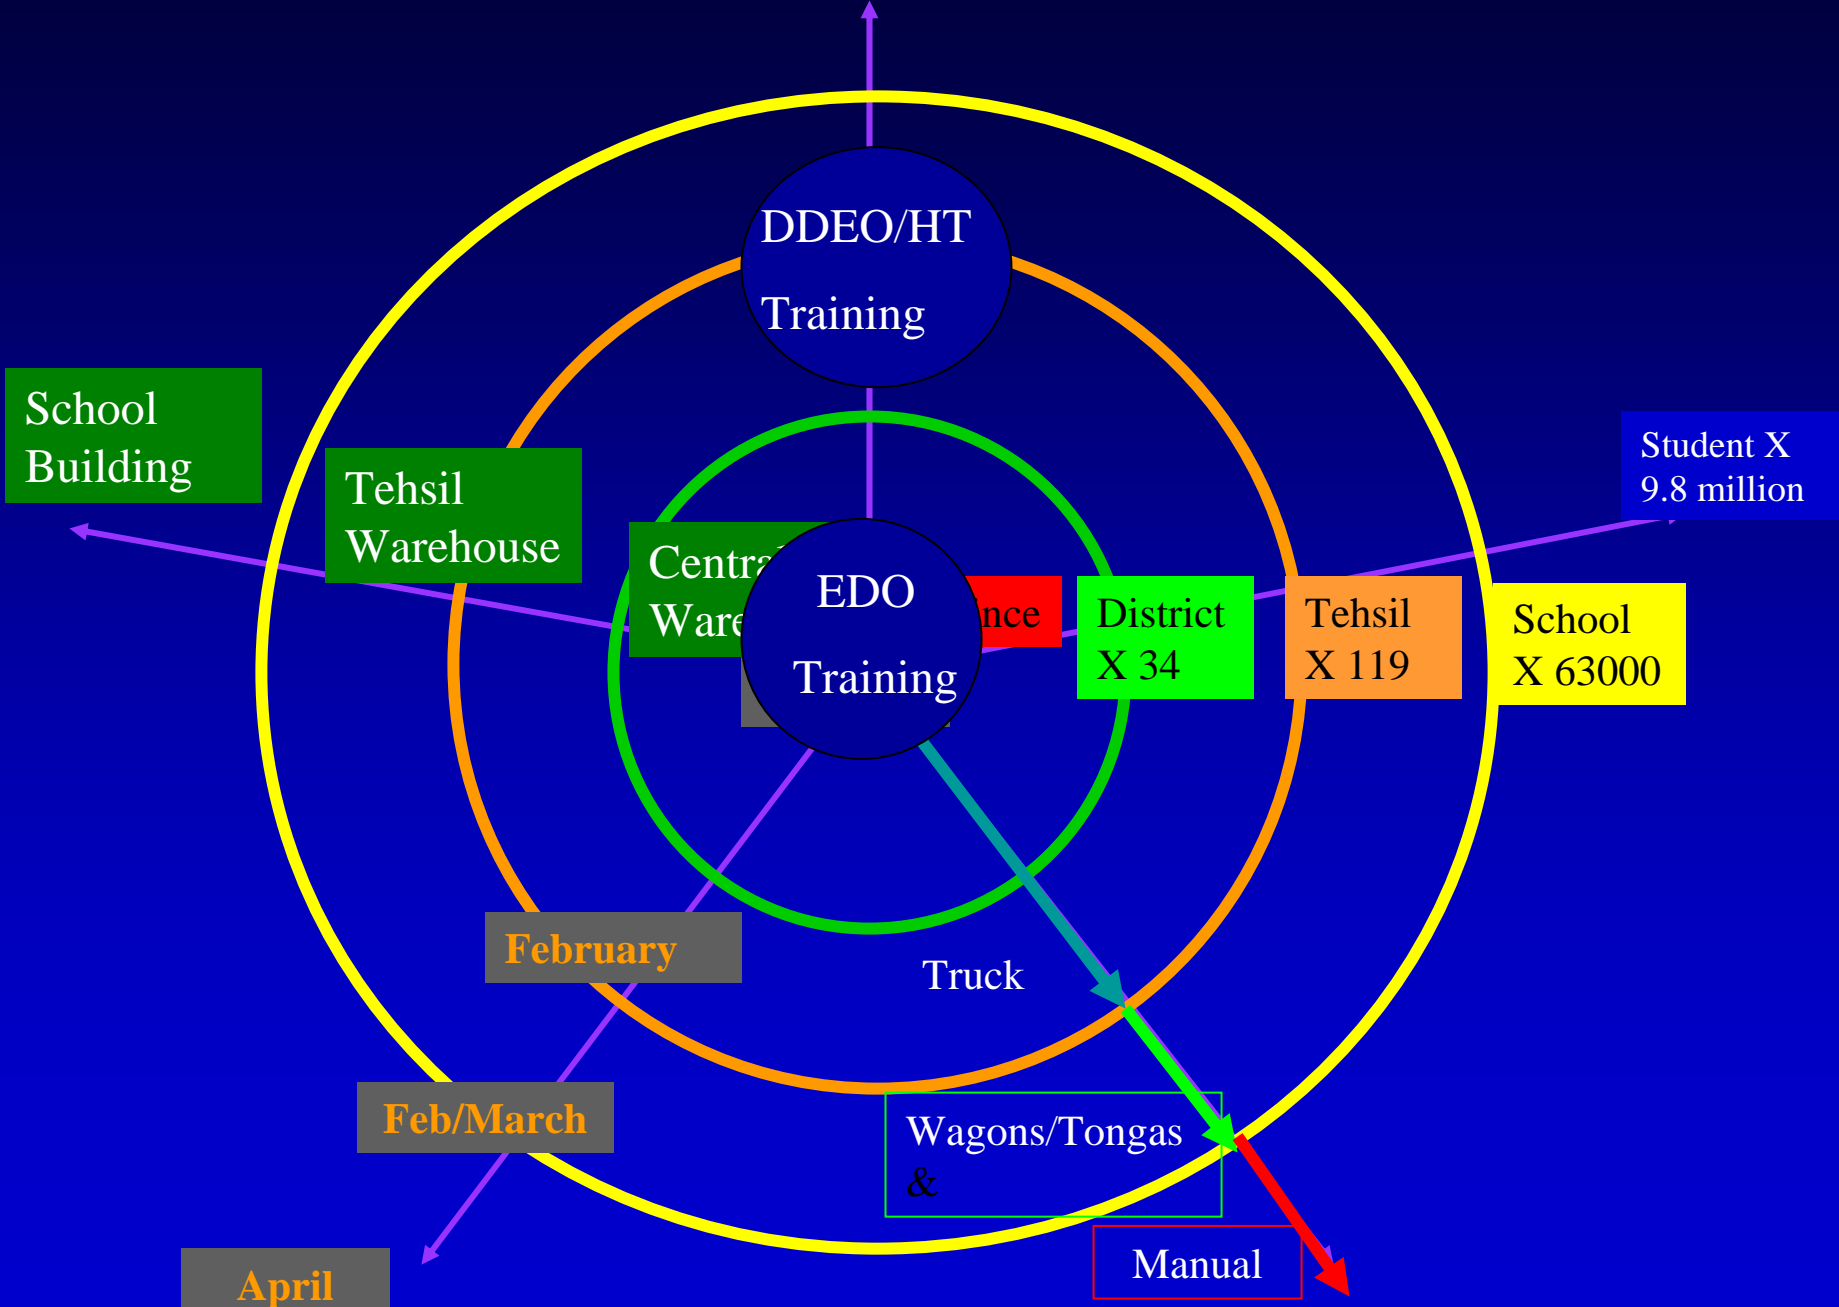 DDEO/HT
Training
School
Building
Tehsil
Warehouse
Student X
9.8 million
EDO
Training
District
X 34
Tehsil
X 119
School
X 63000
February
Truck
Feb/March
Wagons/Tongas
&
Manual
April